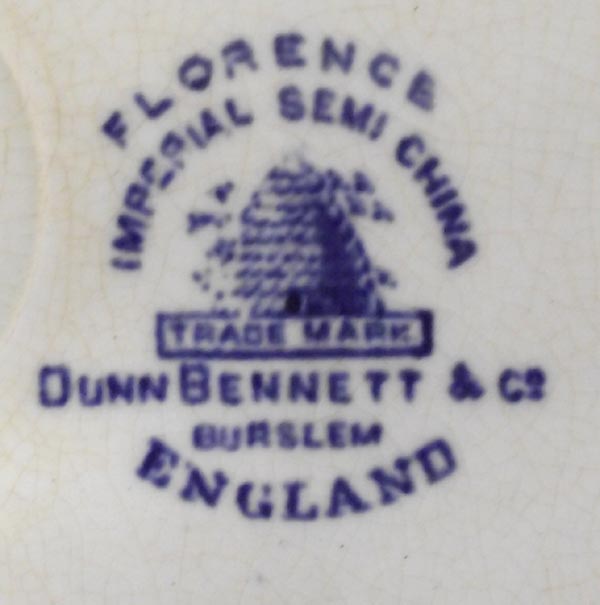 FLORENCE
IMPERIAL SEMI CHINA
TRADE MARK
DUNN BENNETT & Co
BURSLEM
ENGLAND